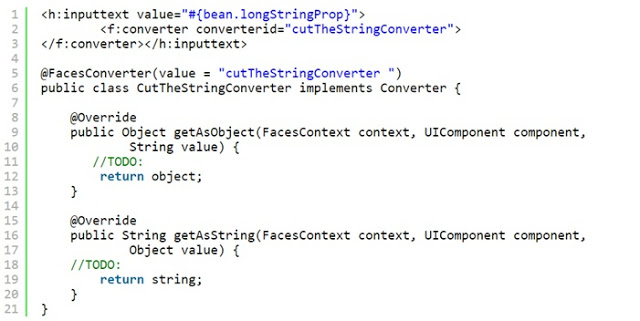 1 <h:inputtext value="#{bean.longStringProp}">
2         <f:converter converterid="cutTheStringConverter">
3 </f:converter></h:inputtext>
4
5 @FacesConverter(value = "cutTheStringConverter ")
6 public class CutTheStringConverter implements Converter {
7
8     @Override
9     public Object getAsObject(FacesContext context, UIComponent component,
10             String value) {
11        //TODO:
12         return object;
13     }
14
15     @Override
16     public String getAsString(FacesContext context, UIComponent component,
17             Object value) {
18     //TODO:
19         return string;
20     }
21 }